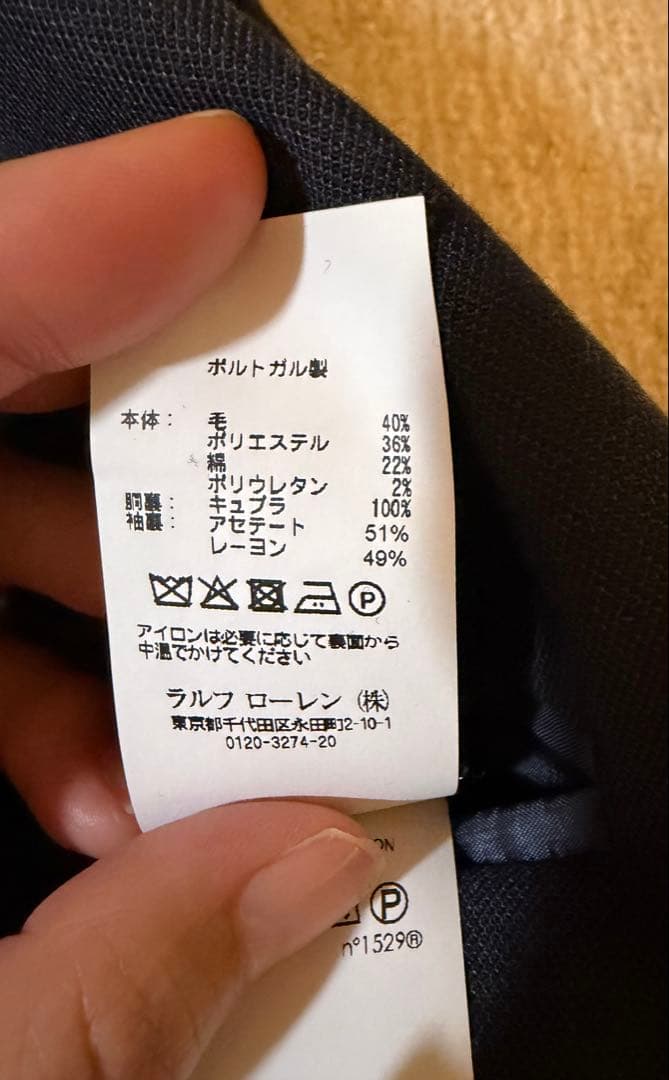 ポルトガル製
本体： 毛 40%
ポリエステル 36%
綿 22%
ポリウレタン 2%
胴裏： キュプラ 100%
袖裏： アセテート 51%
レーヨン 49%
P
アイロンは必要に応じて裏面から
中温でかけてください
ラルフ ローレン（株）
東京都千代田区永田町2-10-1
0120-3274-20
ON
P
n°1529®